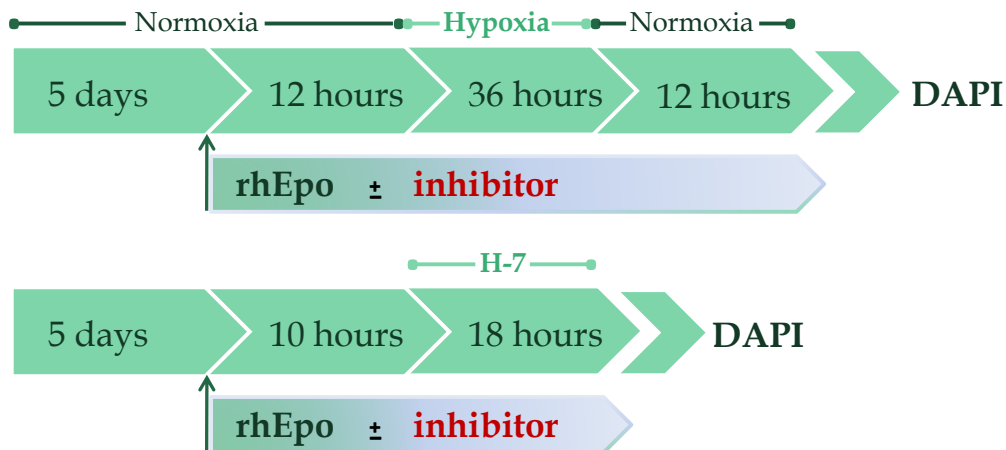 Normoxia Hypoxia Normoxia
5 days 12 hours 36 hours 12 hours DAPI
rhEpo ± inhibitor
H-7
5 days 10 hours 18 hours DAPI
rhEpo ± inhibitor